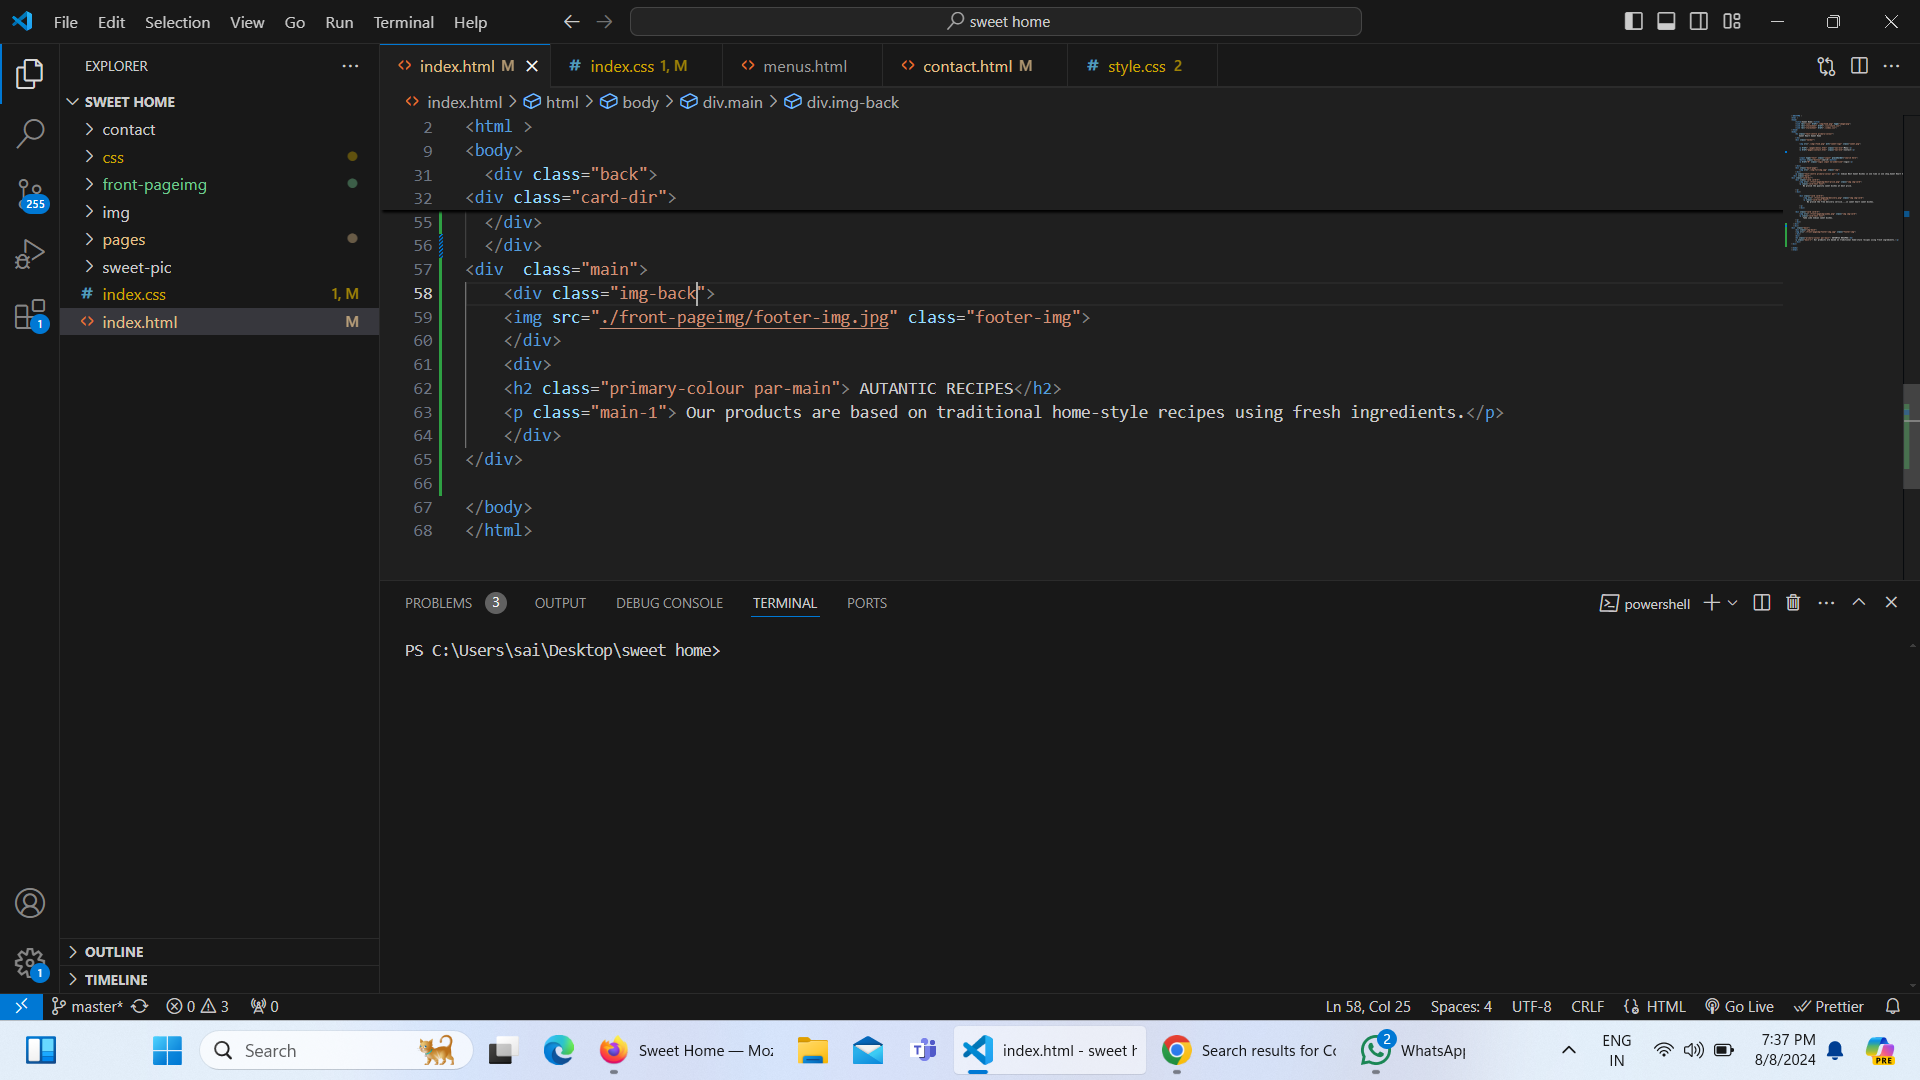 File Edit Selection View Go Run Terminal Help
sweet home
EXPLORER
SWEET HOME
contact
css
front-pageimg
img
pages
sweet-pic
index.css 1, M
index.html M
255
1
OUTLINE
TIMELINE
1
index.html M
index.css 1, M
menus.html
contact.html M
style.css 2
index.html > html > body > div.main > div.img-back
2 <html >
9 <body>
31 <div class="back">
32 <div class="card-dir">
55 </div>
56 </div>
57 <div  class="main">
58 <div class="img-back">
59 <img src="./front-pageimg/footer-img.jpg" class="footer-img">
60 </div>
61 <div>
62 <h2 class="primary-colour par-main"> AUTANTIC RECIPES</h2>
63 <p class="main-1"> Our products are based on traditional home-style recipes using fresh ingredients.</p>
64 </div>
65 </div>
66
67 </body>
68 </html>
PROBLEMS 3 OUTPUT DEBUG CONSOLE TERMINAL PORTS
powershell
PS C:\Users\sai\Desktop\sweet home>
master* 0 3 0
Ln 58, Col 25 Spaces: 4 UTF-8 CRLF {} HTML Go Live Prettier
Search
Sweet Home — Moz
index.html - sweet h
Search results for Co
2
WhatsApp
ENG
IN
7:37 PM
8/8/2024
PRE